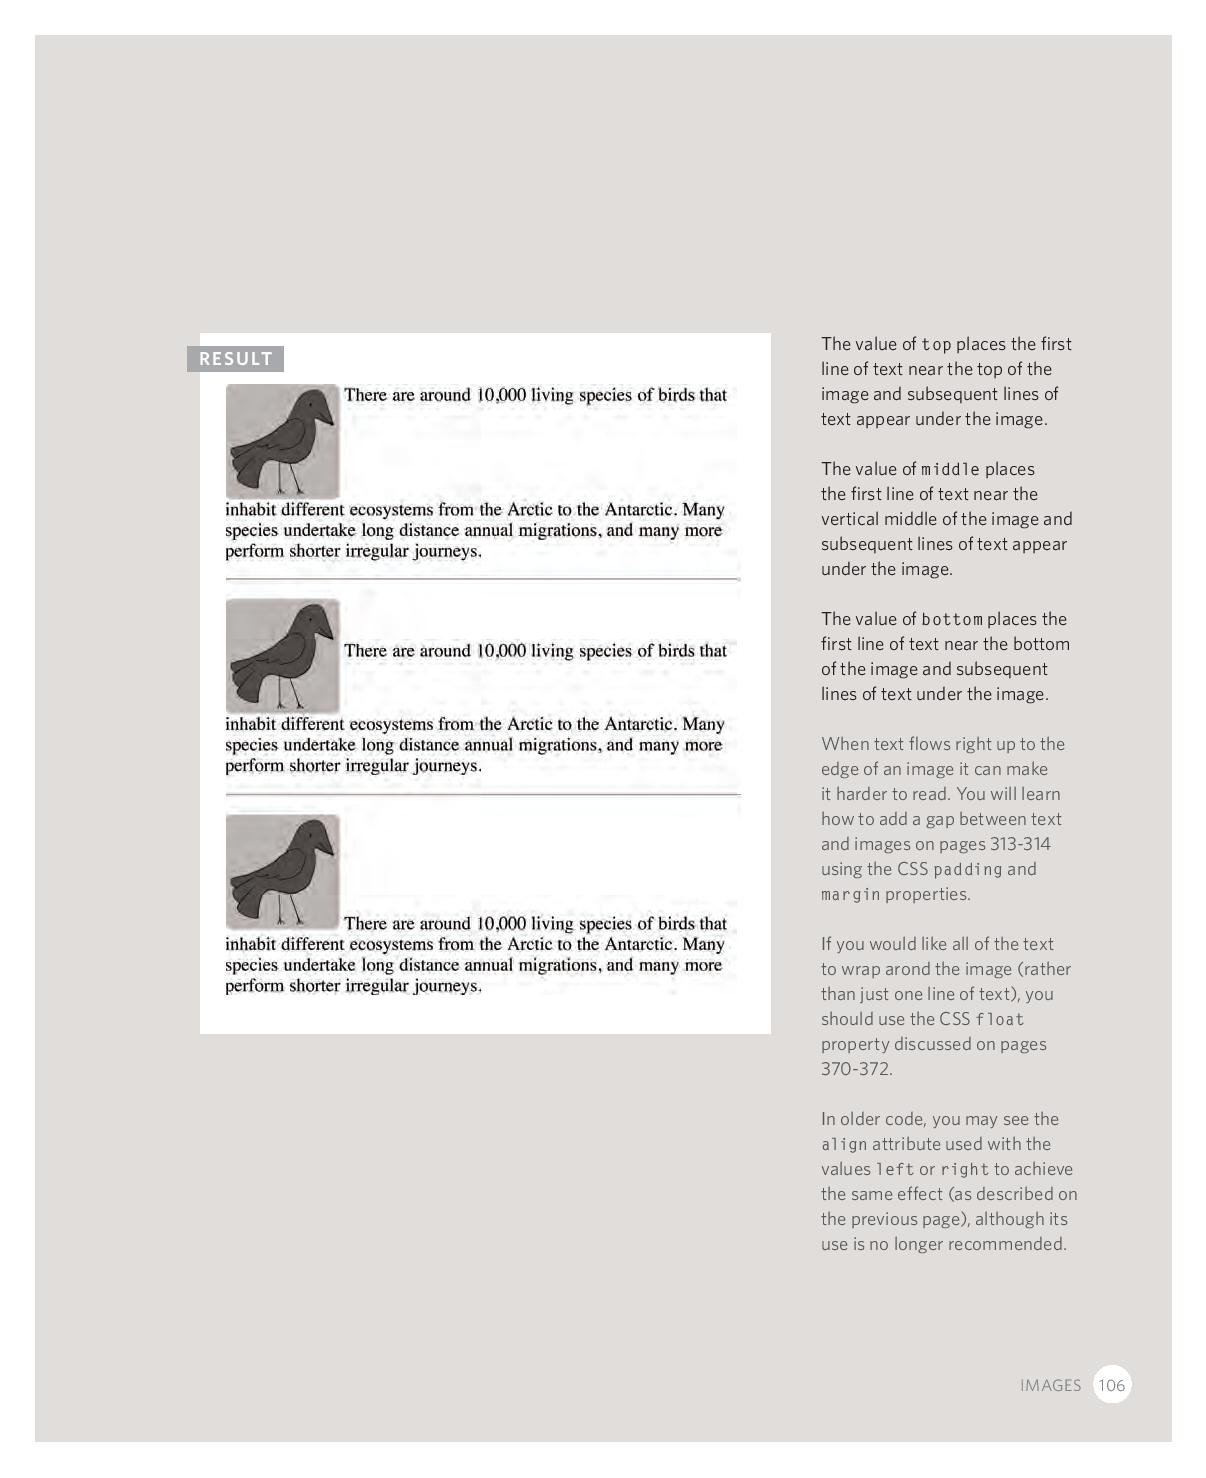 RESULT
There are around 10,000 living species of birds that
inhabit different ecosystems from the Arctic to the Antarctic. Many
species undertake long distance annual migrations, and many more
perform shorter irregular journeys.
There are around 10,000 living species of birds that
inhabit different ecosystems from the Arctic to the Antarctic. Many
species undertake long distance annual migrations, and many more
perform shorter irregular journeys.
There are around 10,000 living species of birds that
inhabit different ecosystems from the Arctic to the Antarctic. Many
species undertake long distance annual migrations, and many more
perform shorter irregular journeys.
The value of top places the first
line of text near the top of the
image and subsequent lines of
text appear under the image.
The value of middle places
the first line of text near the
vertical middle of the image and
subsequent lines of text appear
under the image.
The value of bottom places the
first line of text near the bottom
of the image and subsequent
lines of text under the image.
When text flows right up to the
edge of an image it can make
it harder to read. You will learn
how to add a gap between text
and images on pages 313-314
using the CSS padding and
margin properties.
If you would like all of the text
to wrap arond the image (rather
than just one line of text), you
should use the CSS float
property discussed on pages
370-372.
In older code, you may see the
align attribute used with the
values left or right to achieve
the same effect (as described on
the previous page), although its
use is no longer recommended.
IMAGES 106